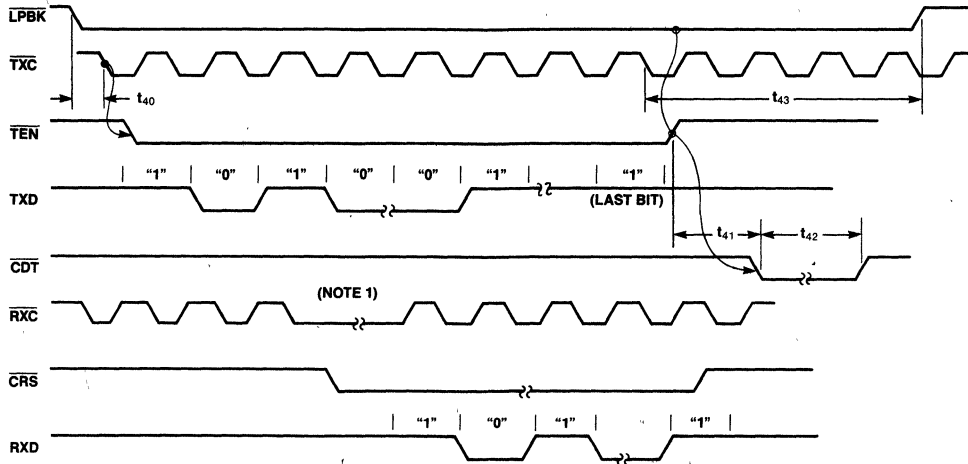 LPBK
TXC
t40
t43
TEN
"1" "0" "1" "0" "0" "1" "1"
TXD
(LAST BIT)
t41 t42
CDT
(NOTE 1)
RXC
CRS
"1" "0" "1" "1"
RXD